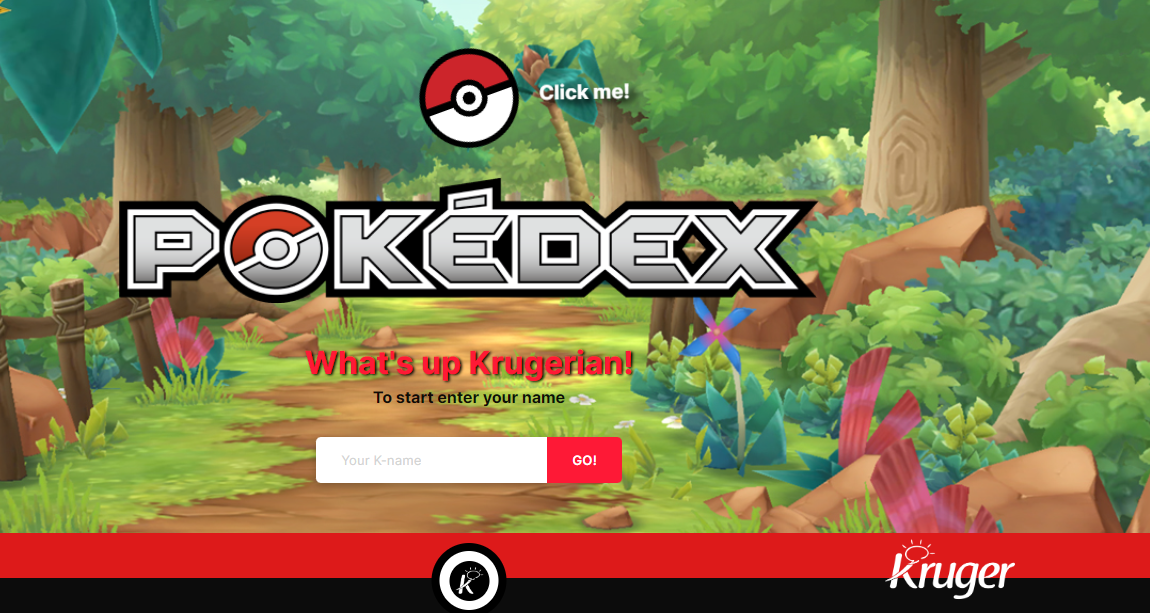 Click me!
POKÉDEX
What's up Krugerian!
To start enter your name
Your K-name
GO!
K
Kruger